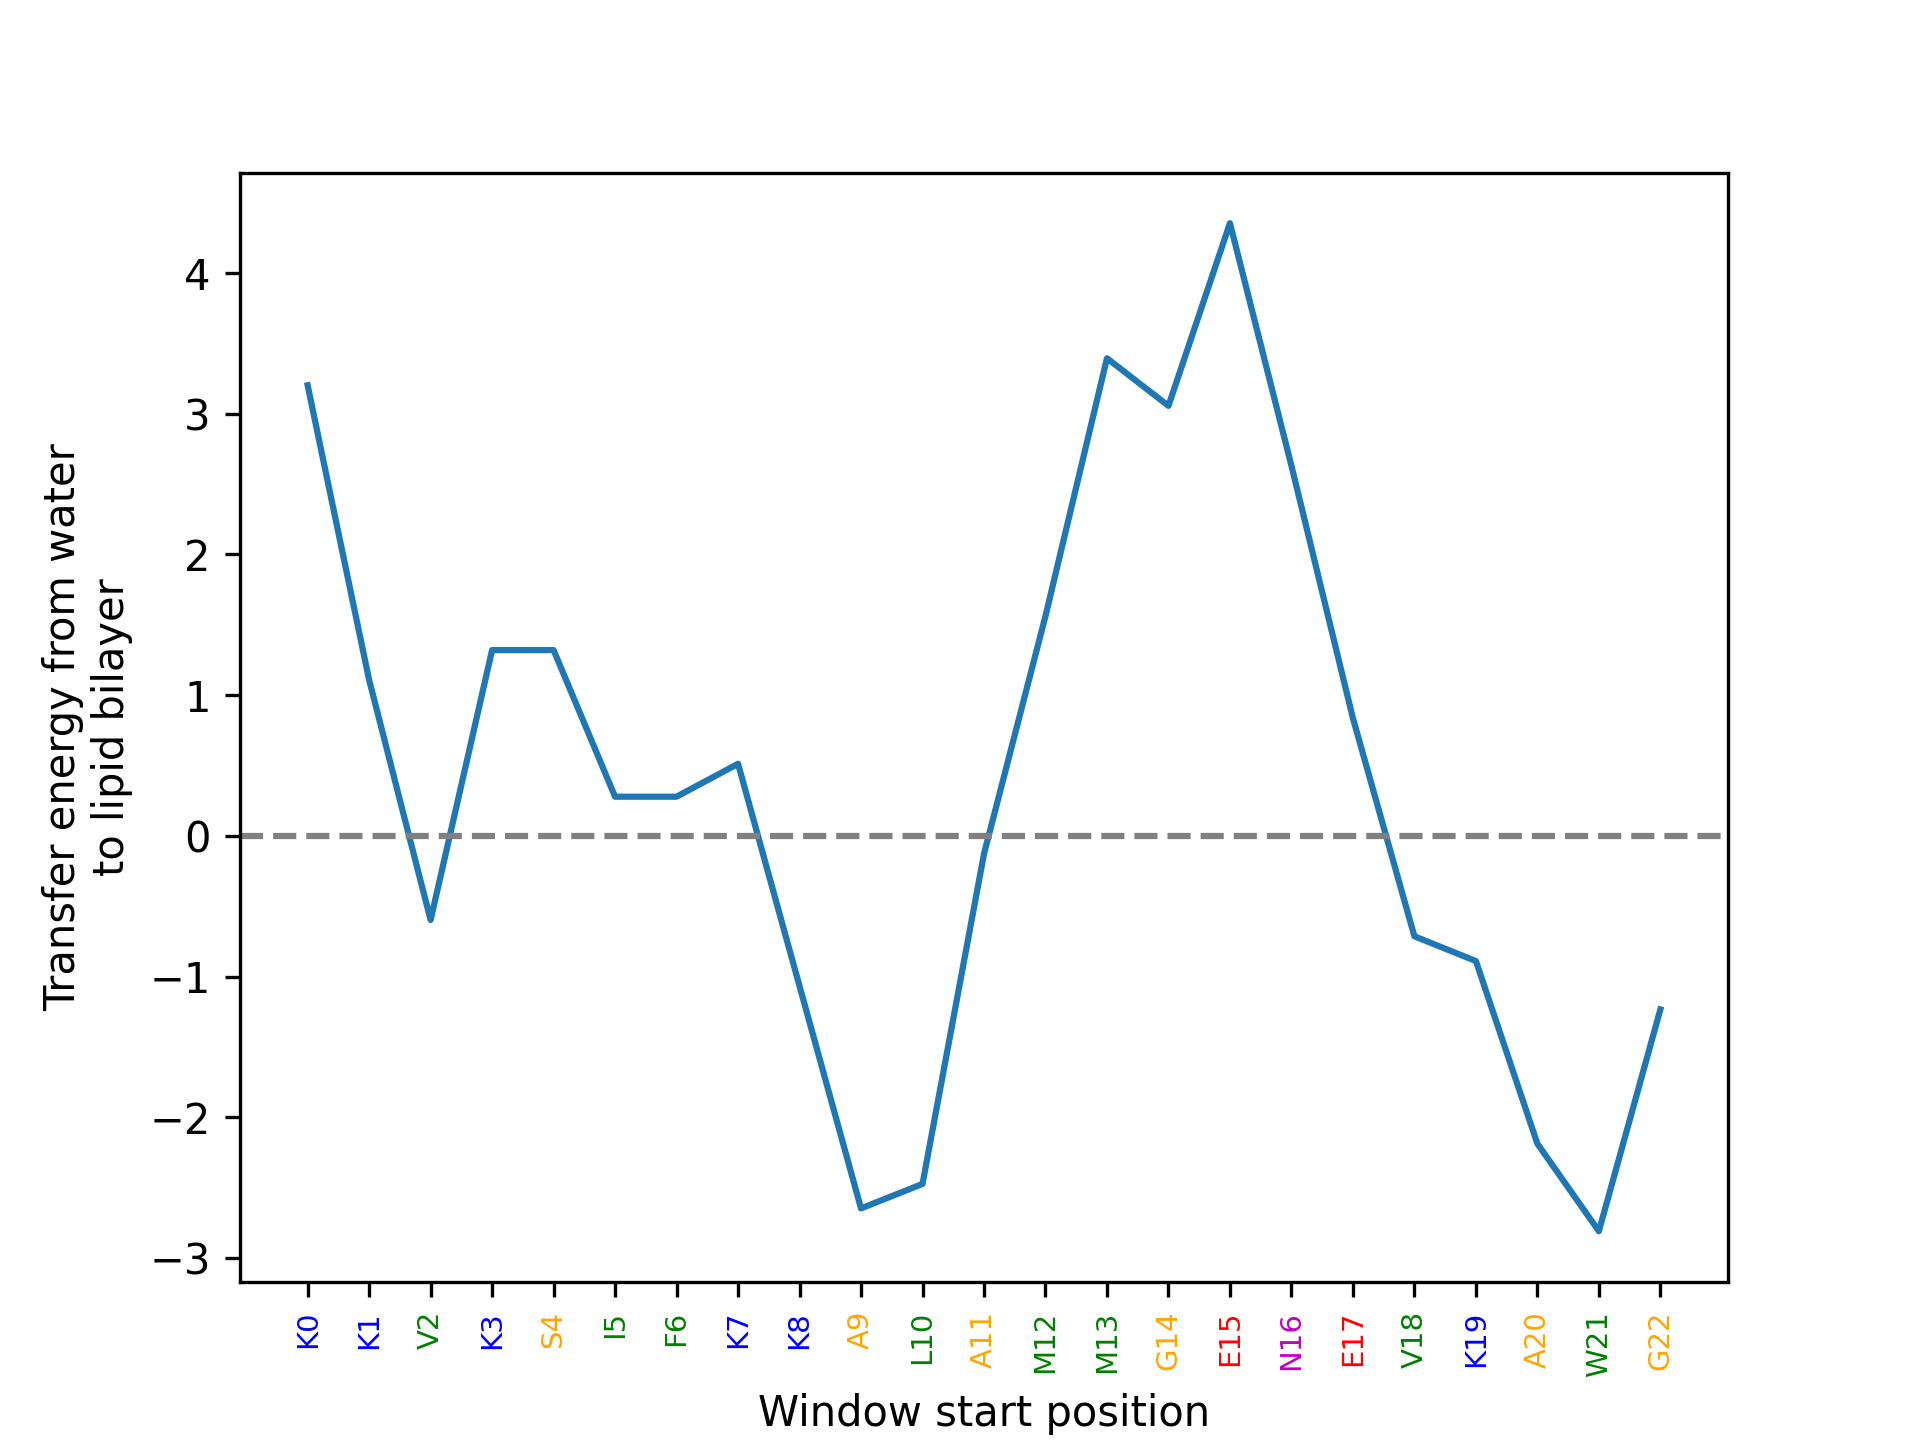 Transfer energy from water
to lipid bilayer
4
3
2
1
0
−1
−2
−3
K0 K1 V2 K3 S4 I5 F6 K7 K8 A9 L10 A11 M12 M13 G14 E15 N16 E17 V18 K19 A20 W21 G22
Window start position